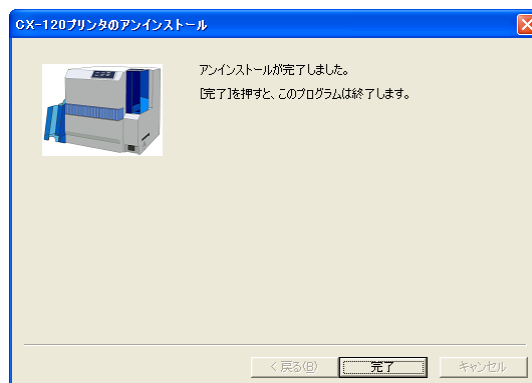 CX-120プリンタのアンインストール
アンインストールが完了しました。
[完了]を押すと、このプログラムは終了します。
< 戻る(B)
完了
キャンセル